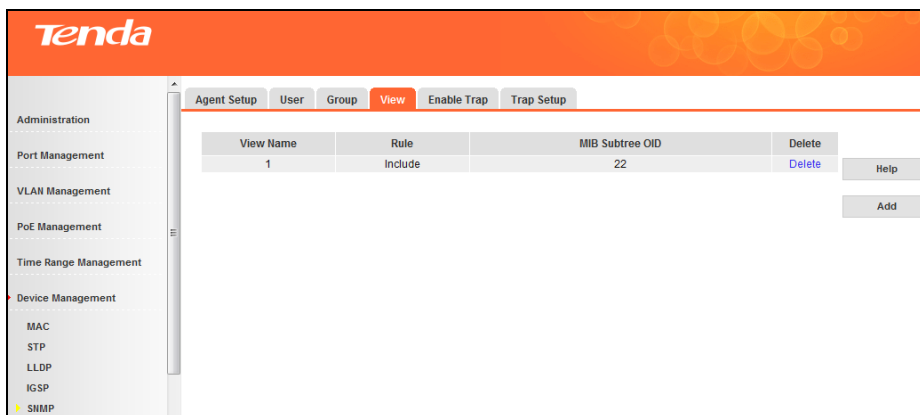 Tenda
Agent Setup User Group View Enable Trap Trap Setup
Administration
Port Management
VLAN Management
PoE Management
Time Range Management
Device Management
MAC
STP
LLDP
IGSP
SNMP
View Name Rule MIB Subtree OID Delete
1 Include 22 Delete
Help
Add